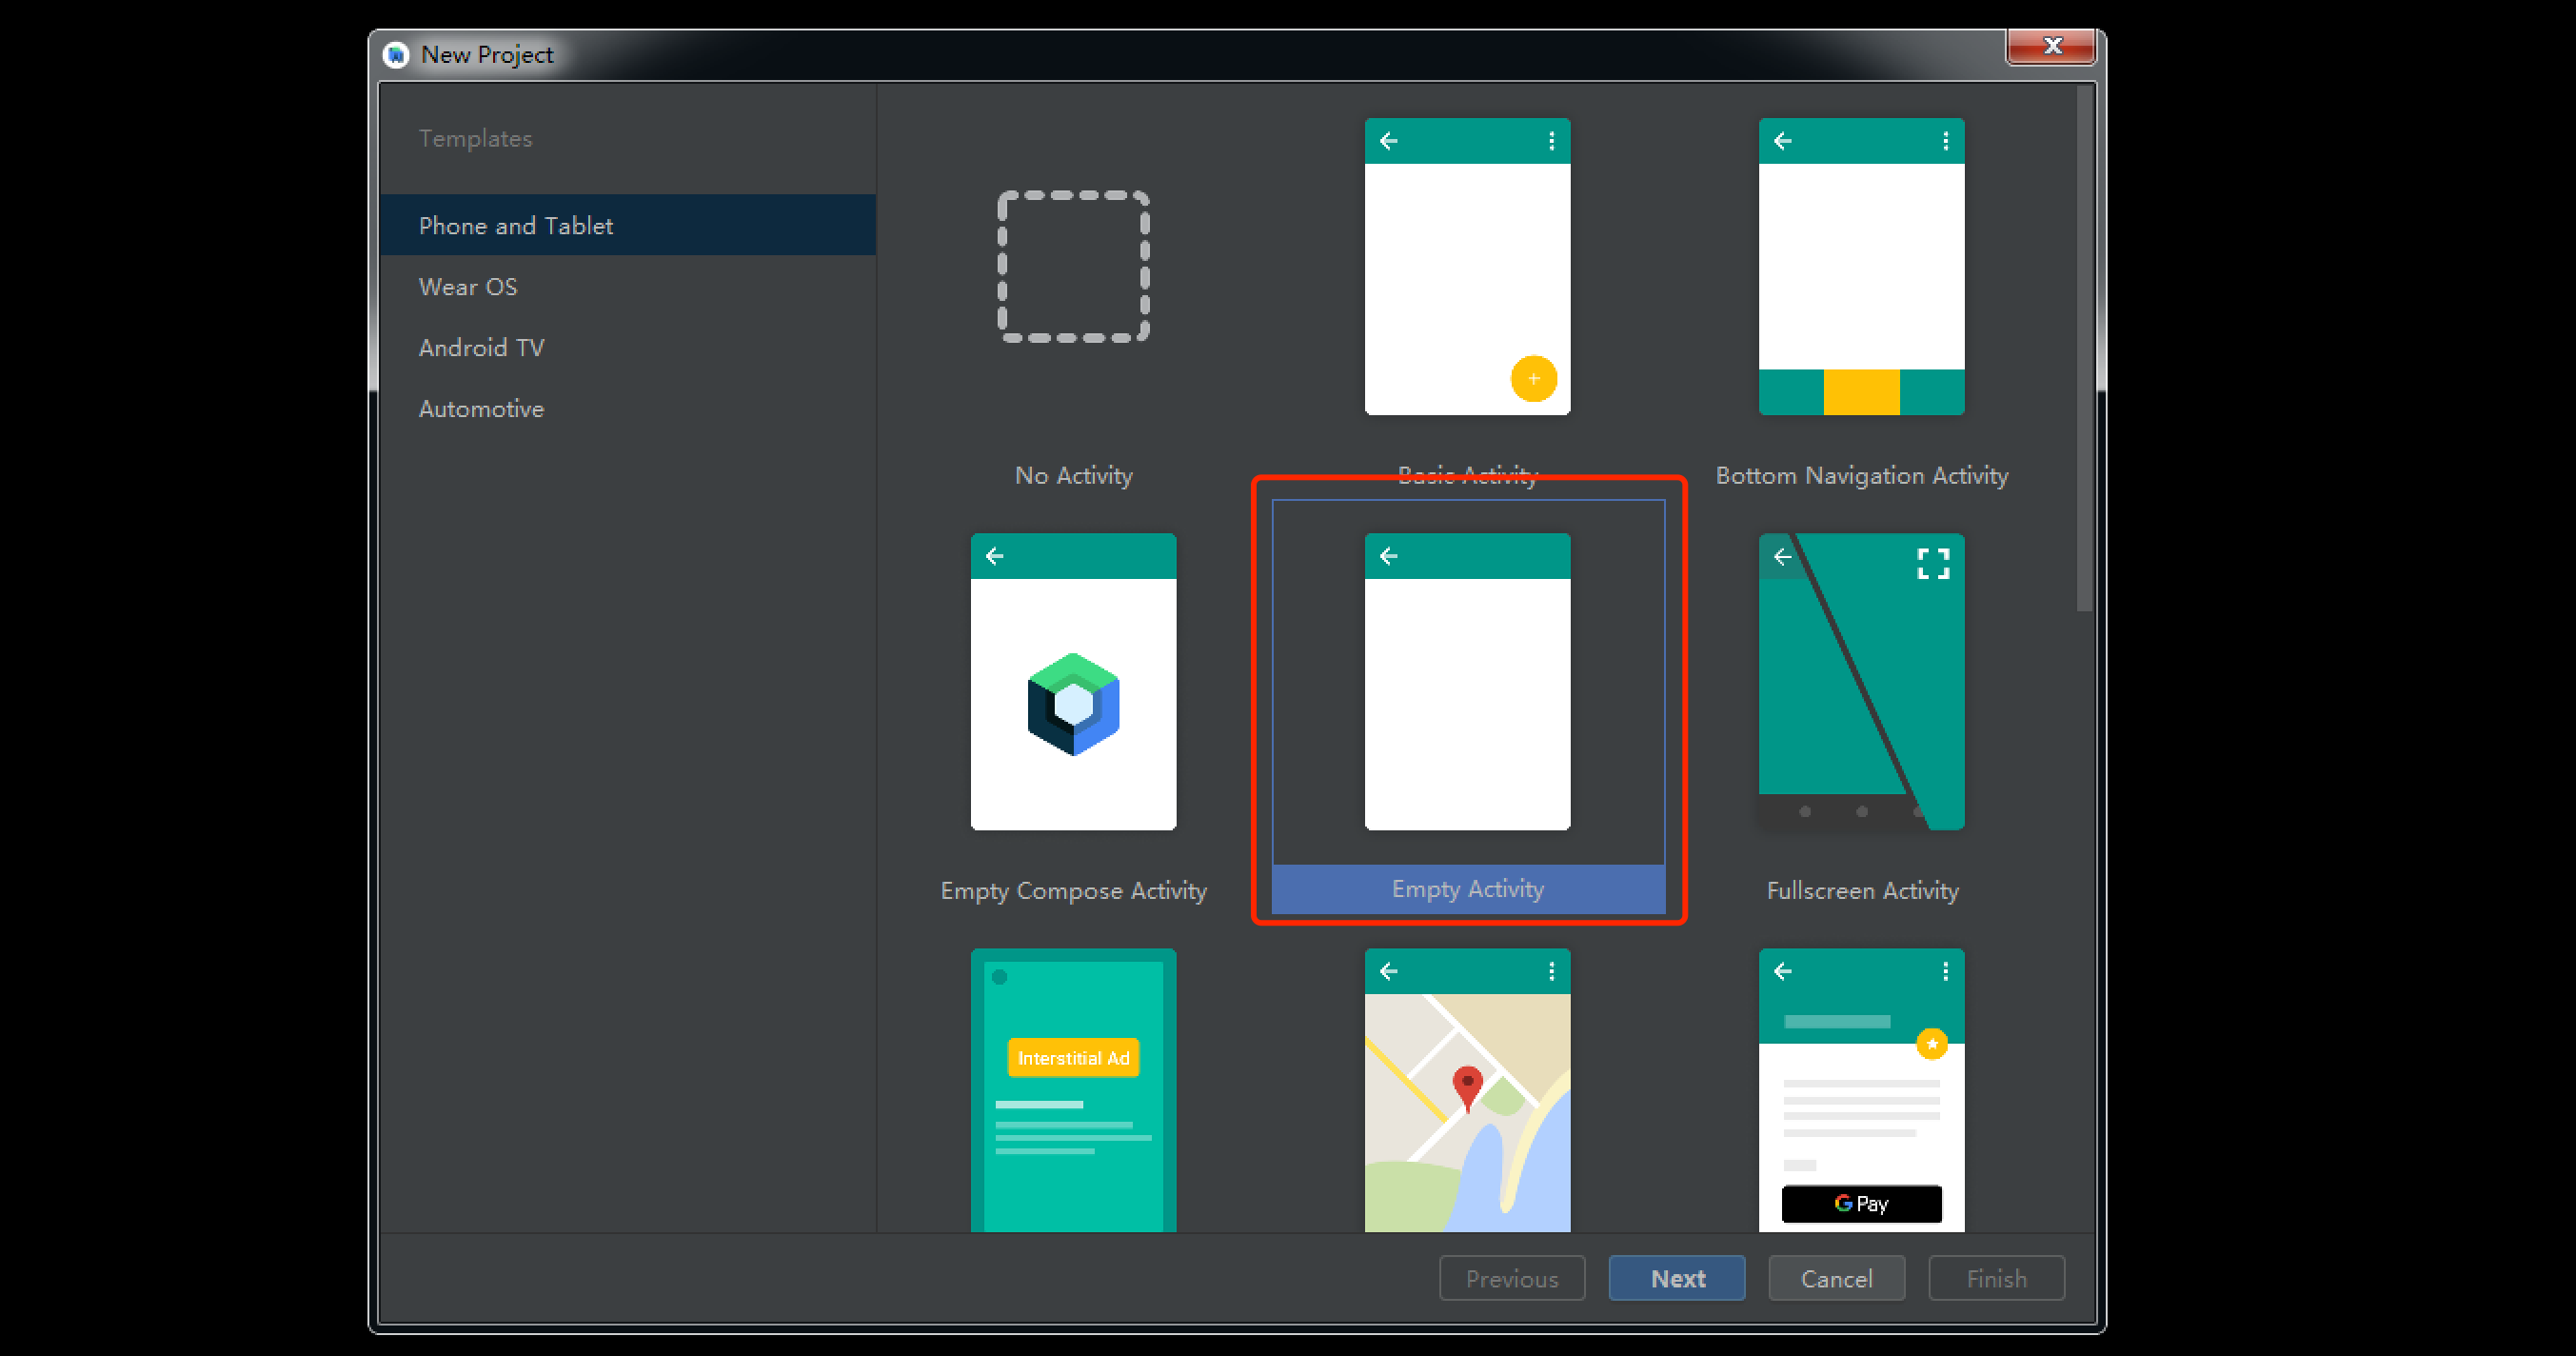 New Project
Templates
Phone and Tablet
Wear OS
Android TV
Automotive
No Activity
Basic Activity
Bottom Navigation Activity
Empty Compose Activity
Empty Activity
Fullscreen Activity
Interstitial Ad
G Pay
Previous
Next
Cancel
Finish